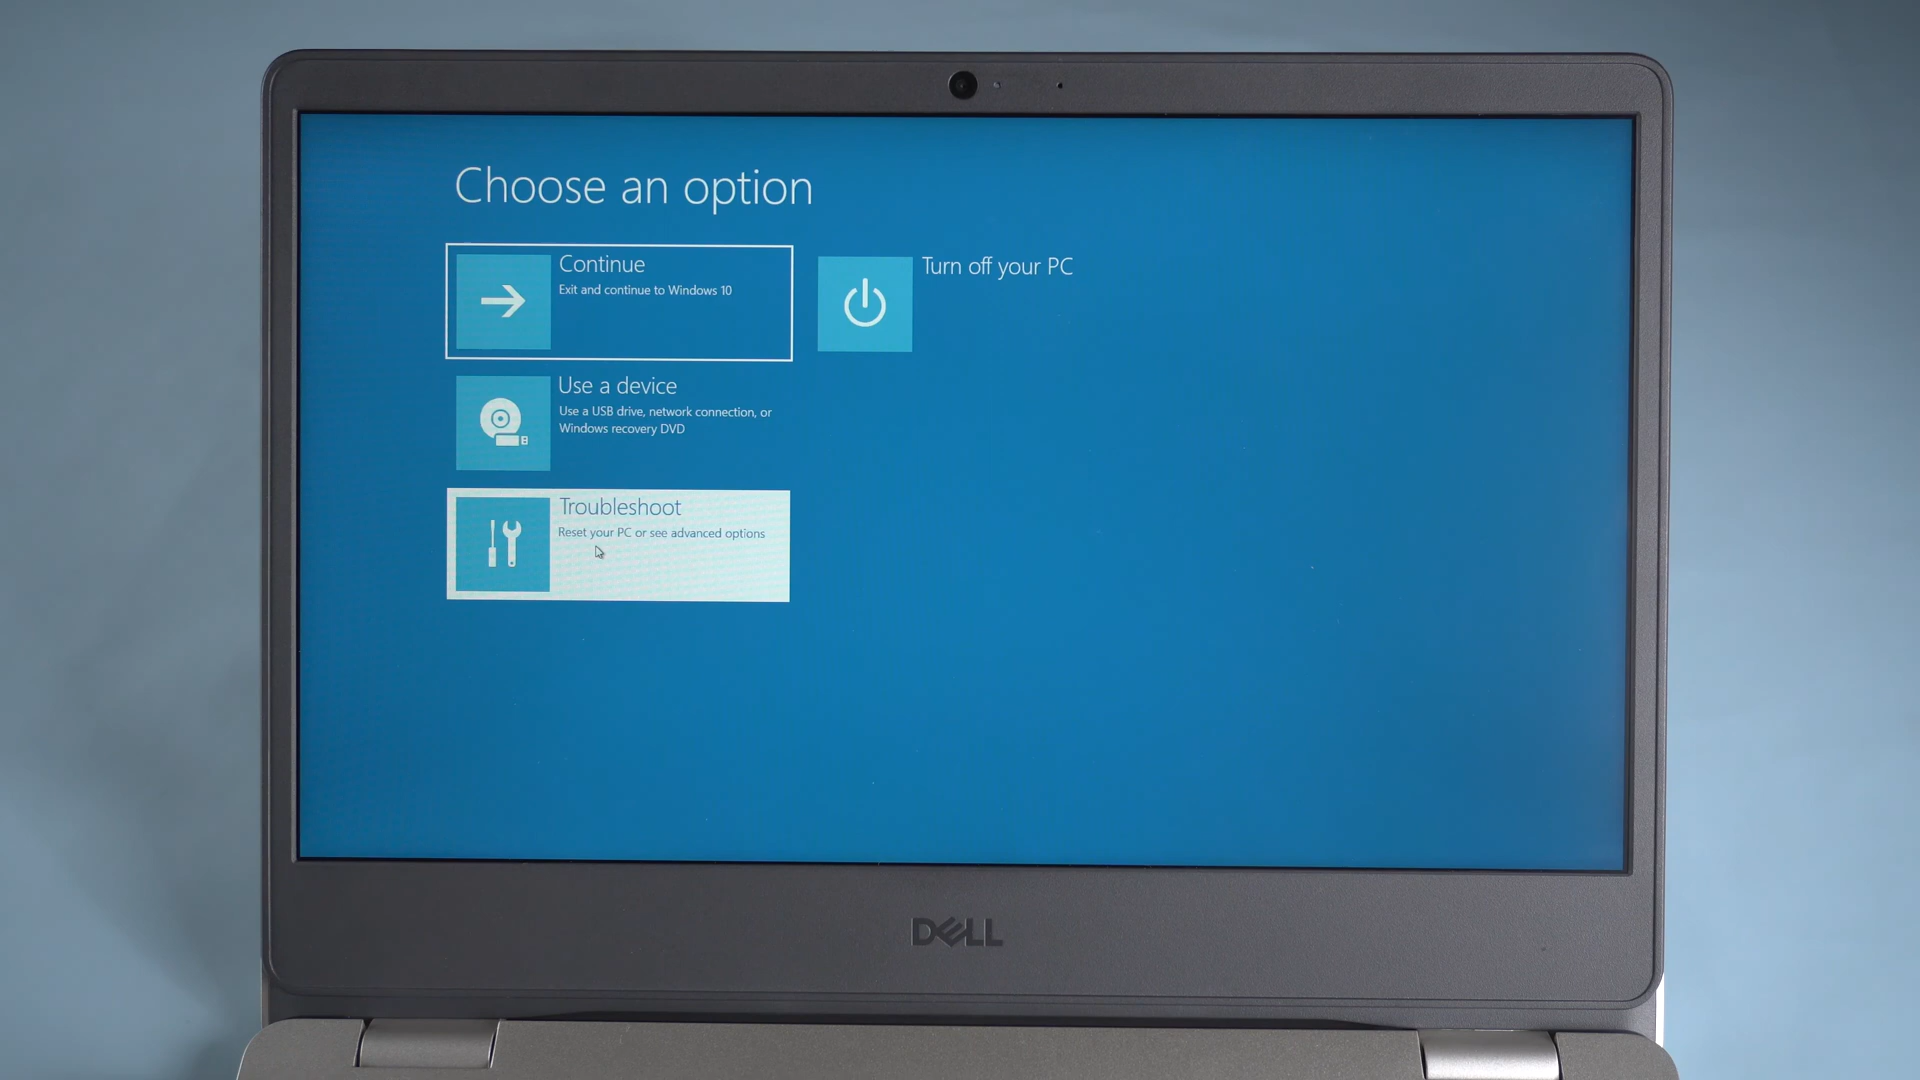 Choose an option
Continue
Exit and continue to Windows 10
Turn off your PC
Use a device
Use a USB drive, network connection, or
Windows recovery DVD
Troubleshoot
Reset your PC or see advanced options
DELL